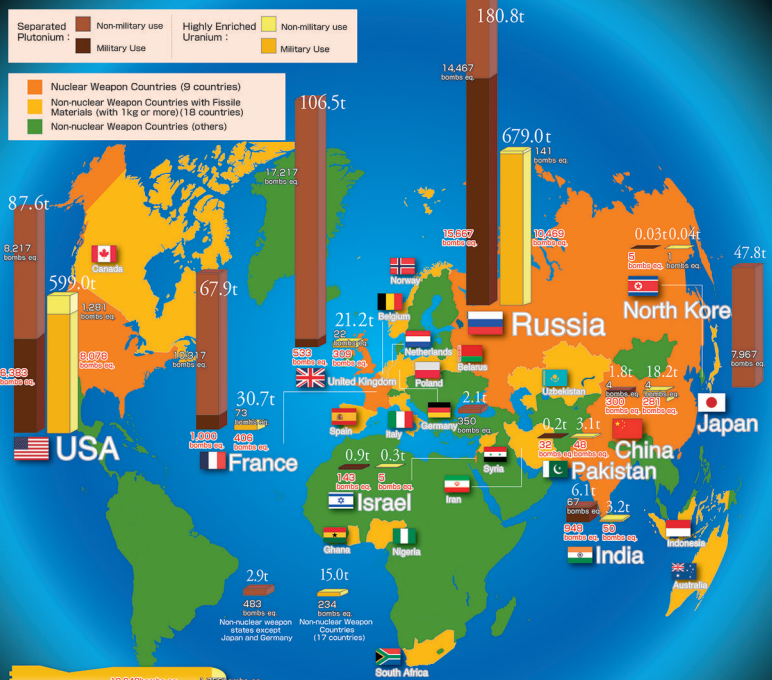 Separated Plutonium :
Non-military use
Military Use
Highly Enriched Uranium :
Non-military use
Military Use
Nuclear Weapon Countries (9 countries)
Non-nuclear Weapon Countries with Fissile
Materials (with 1kg or more) (18 countries)
Non-nuclear Weapon Countries (others)
180.8t
14,467
bombs eq.
15,667
bombs eq.
679.0t
141
bombs eq.
10,469
bombs eq.
Russia
106.5t
17,217
bombs eq.
533
bombs eq.
21.2t
22
bombs eq.
309
bombs eq.
United Kingdom
87.6t
8,217
bombs eq.
6,383
bombs eq.
599.0t
1,281
bombs eq.
8,078
bombs eq.
USA
Canada
67.9t
10,317
bombs eq.
1,000
bombs eq.
30.7t
73
bombs eq.
406
bombs eq.
France
0.03t
5
bombs eq.
0.04t
1
bombs eq.
North Kore
47.8t
7,967
bombs eq.
Japan
Norway
Belgium
Netherlands
Belarus
Poland
Spain
Italy
Germany
2.1t
350
bombs eq.
Uzbekistan
1.8t
4
bombs eq.
300
bombs eq.
18.2t
4
bombs eq.
281
bombs eq.
China
0.2t
32
bombs eq.
3.1t
48
bombs eq.
Pakistan
Syria
Iran
0.9t
143
bombs eq.
0.3t
5
bombs eq.
Israel
6.1t
67
bombs eq.
948
bombs eq.
3.2t
50
bombs eq.
India
Indonesia
Australia
Ghana
Nigeria
South Africa
2.9t
483
bombs eq.
Non-nuclear weapon
states except
Japan and Germany
15.0t
234
bombs eq.
Non-nuclear Weapon
Countries
(17 countries)